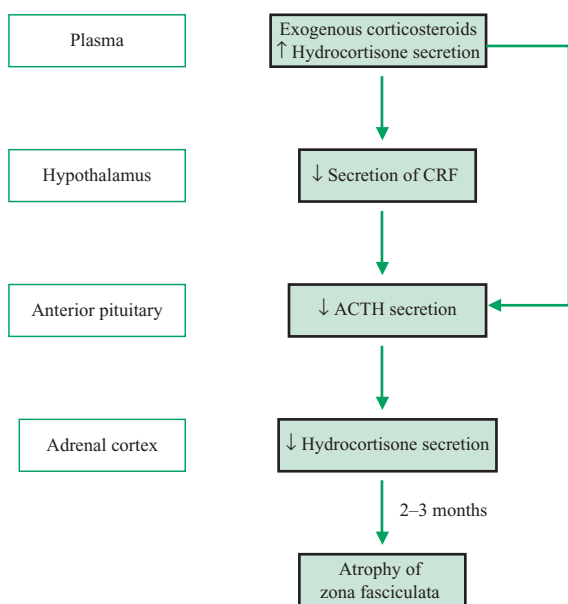 Plasma
Exogenous corticosteroids
↑ Hydrocortisone secretion
Hypothalamus
↓ Secretion of CRF
Anterior pituitary
↓ ACTH secretion
Adrenal cortex
↓ Hydrocortisone secretion
2–3 months
Atrophy of
zona fasciculata